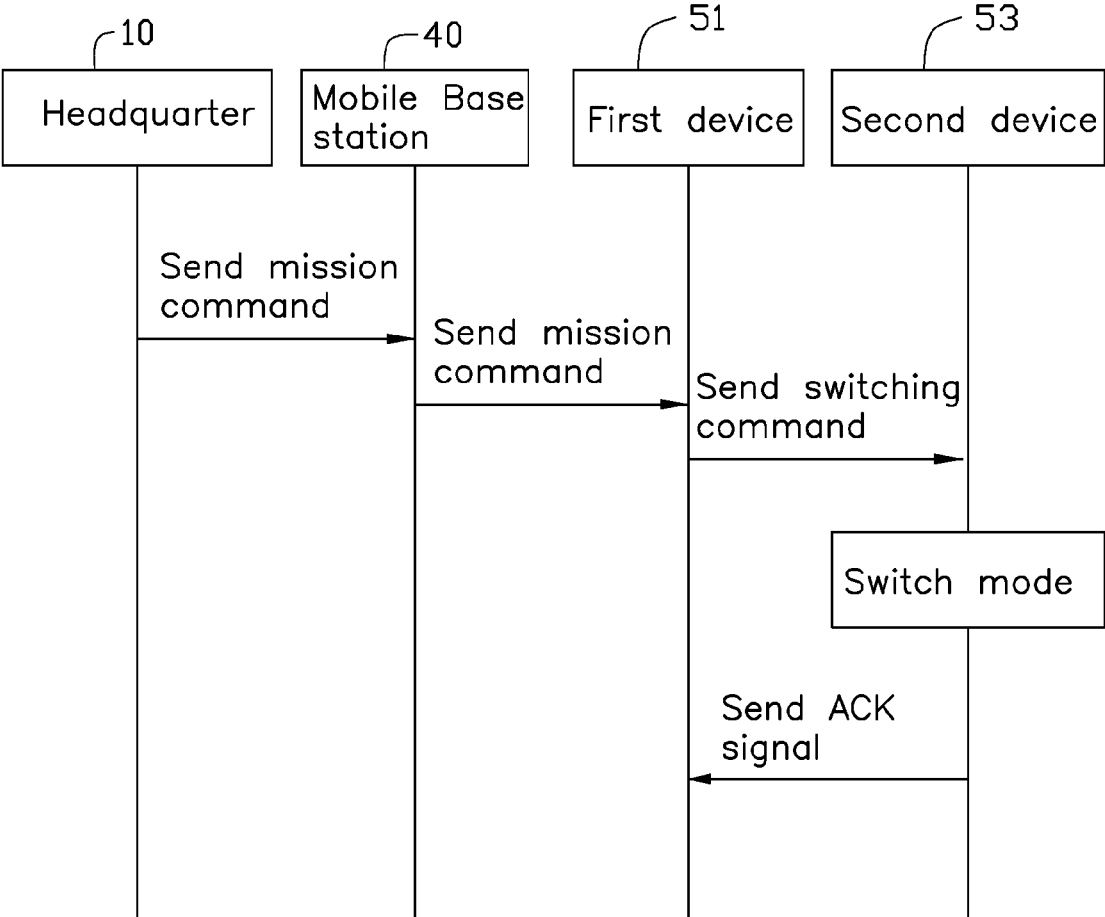 10
40
51
53
Headquarter
Mobile Base
station
First device
Second device
Send mission
command
Send mission
command
Send switching
command
Switch mode
Send ACK
signal